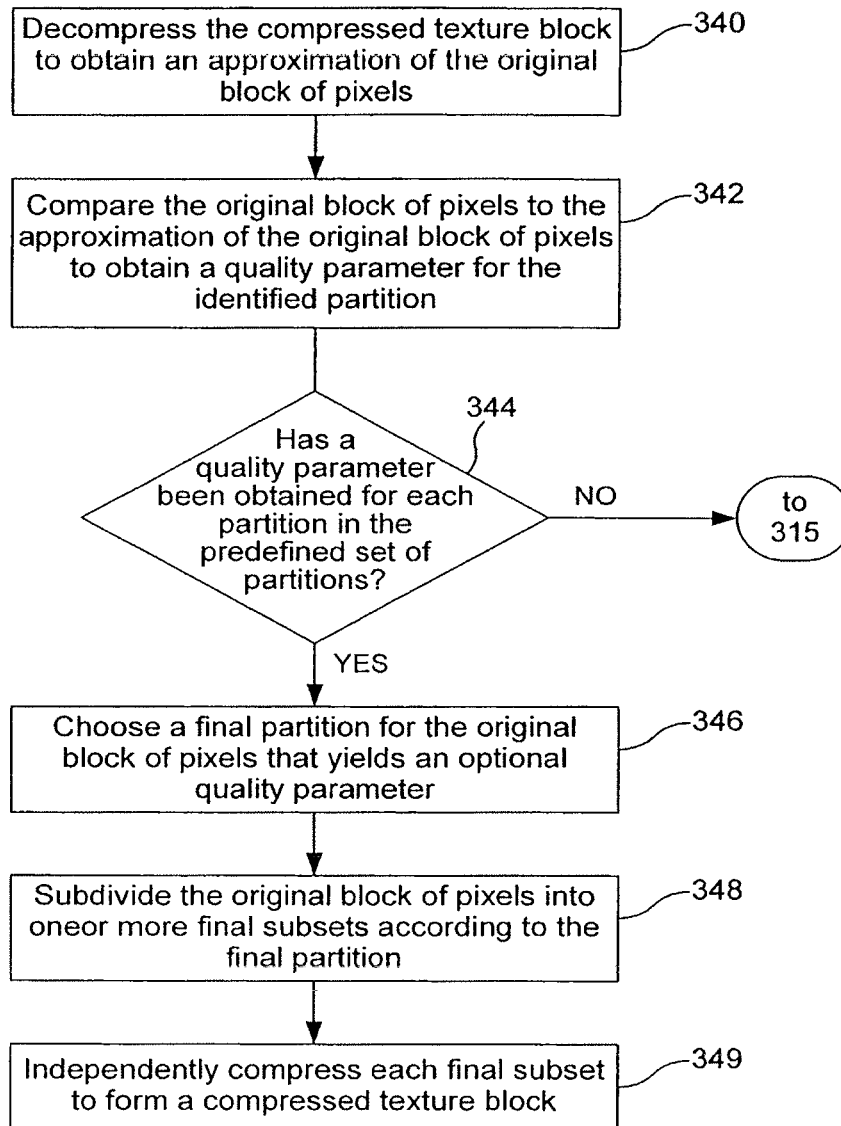 Decompress the compressed texture block
to obtain an approximation of the original
block of pixels
340
Compare the original block of pixels to the
approximation of the original block of pixels
to obtain a quality parameter for the
identified partition
342
344
Has a
quality parameter
been obtained for each
partition in the
predefined set of
partitions?
NO
to
315
YES
Choose a final partition for the original
block of pixels that yields an optional
quality parameter
346
Subdivide the original block of pixels into
oneor more final subsets according to the
final partition
348
Independently compress each final subset
to form a compressed texture block
349